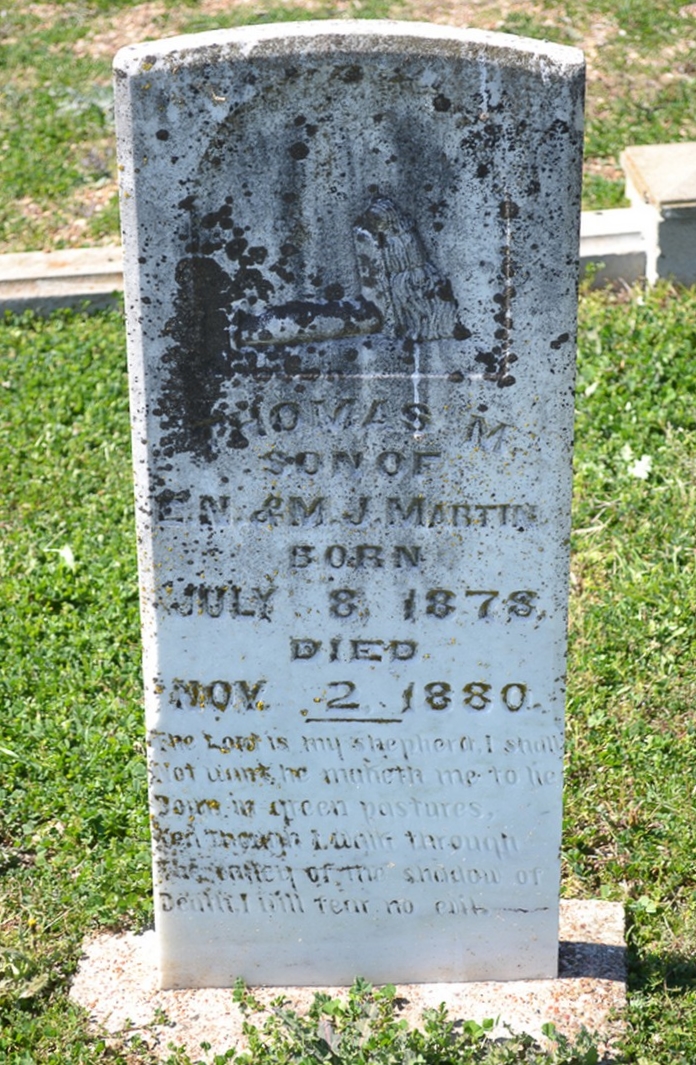 THOMAS M.
SON OF
E.N. & M.J. MARTIN
BORN
JULY 8, 1878,
DIED
NOV. 2, 1880.
The Lord is my shepherd, I shall
Not want, he maketh me to lie
Down in green pastures,
Yea though I walk through
The valley of the shadow of
Death, I will fear no evil.